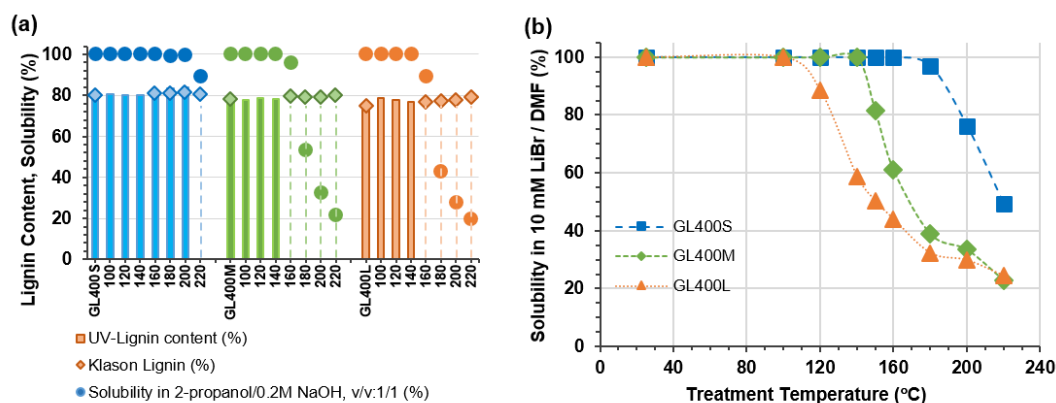 (a)
Lignin Content, Solubility (%)
100
80
60
40
20
0
GL400S
100
120
140
160
180
200
220
GL400M
100
120
140
160
180
200
220
GL400L
100
120
140
160
180
200
220
UV-Lignin content (%)
Klason Lignin (%)
Solubility in 2-propanol/0.2M NaOH, v/v:1/1 (%)
(b)
Solubility in 10 mM LiBr / DMF (%)
100
80
60
40
20
0
GL400S
GL400M
GL400L
0 40 80 120 160 200 240
Treatment Temperature (oC)